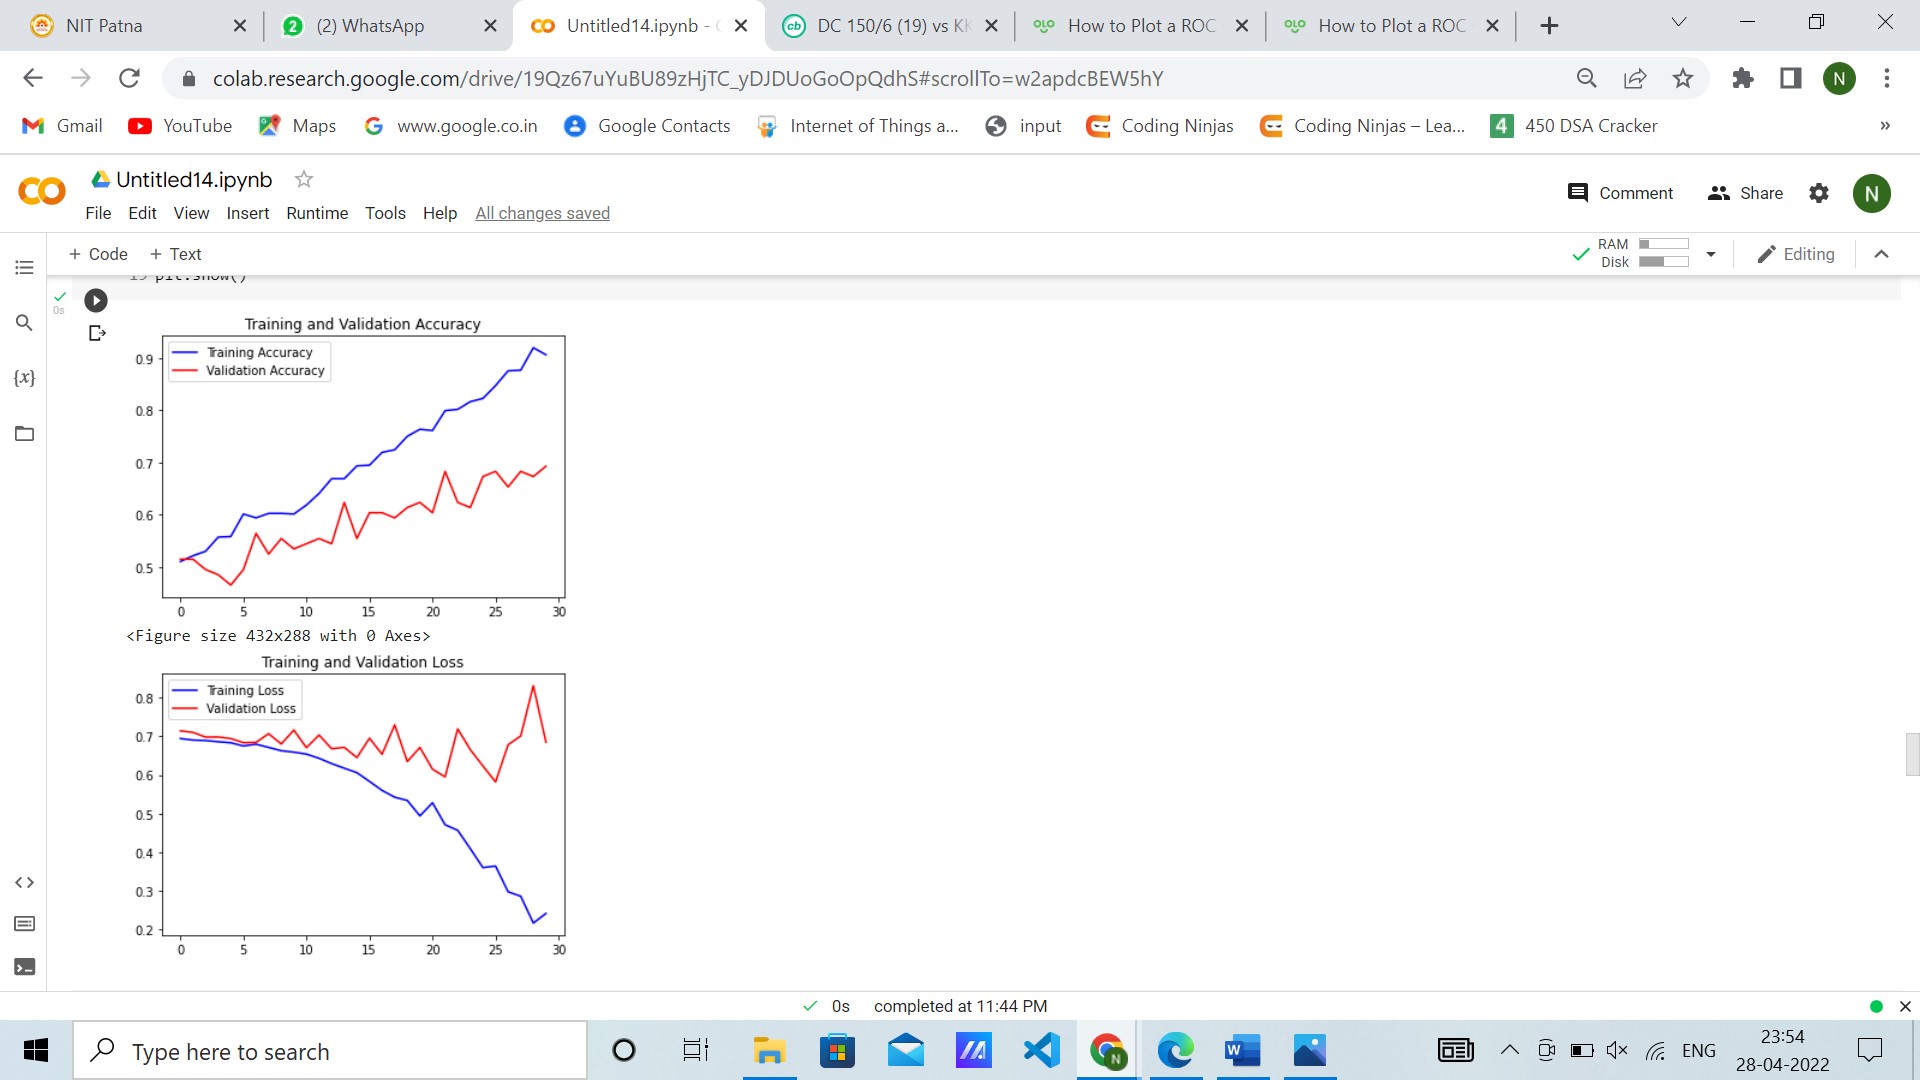 NIT Patna
(2) WhatsApp
Untitled14.ipynb -
DC 150/6 (19) vs KK
How to Plot a ROC
How to Plot a ROC
colab.research.google.com/drive/19Qz67uYuBU89zHjTC_yDJDUoGoOpQdhS#scrollTo=w2apdcBEW5hY
N
Gmail
YouTube
Maps
www.google.co.in
Google Contacts
Internet of Things a...
input
Coding Ninjas
Coding Ninjas – Lea...
4
450 DSA Cracker
»
Untitled14.ipynb
File Edit View Insert Runtime Tools Help All changes saved
Comment
Share
N
+ Code + Text
RAM
Disk
Editing
19 plt.show()
0s
{x}
Training and Validation Accuracy
Training Accuracy
Validation Accuracy
0.9
0.8
0.7
0.6
0.5
0 5 10 15 20 25 30
<Figure size 432x288 with 0 Axes>
Training and Validation Loss
Training Loss
Validation Loss
0.8
0.7
0.6
0.5
0.4
0.3
0.2
0 5 10 15 20 25 30
0s completed at 11:44 PM
Type here to search
ENG
23:54
28-04-2022